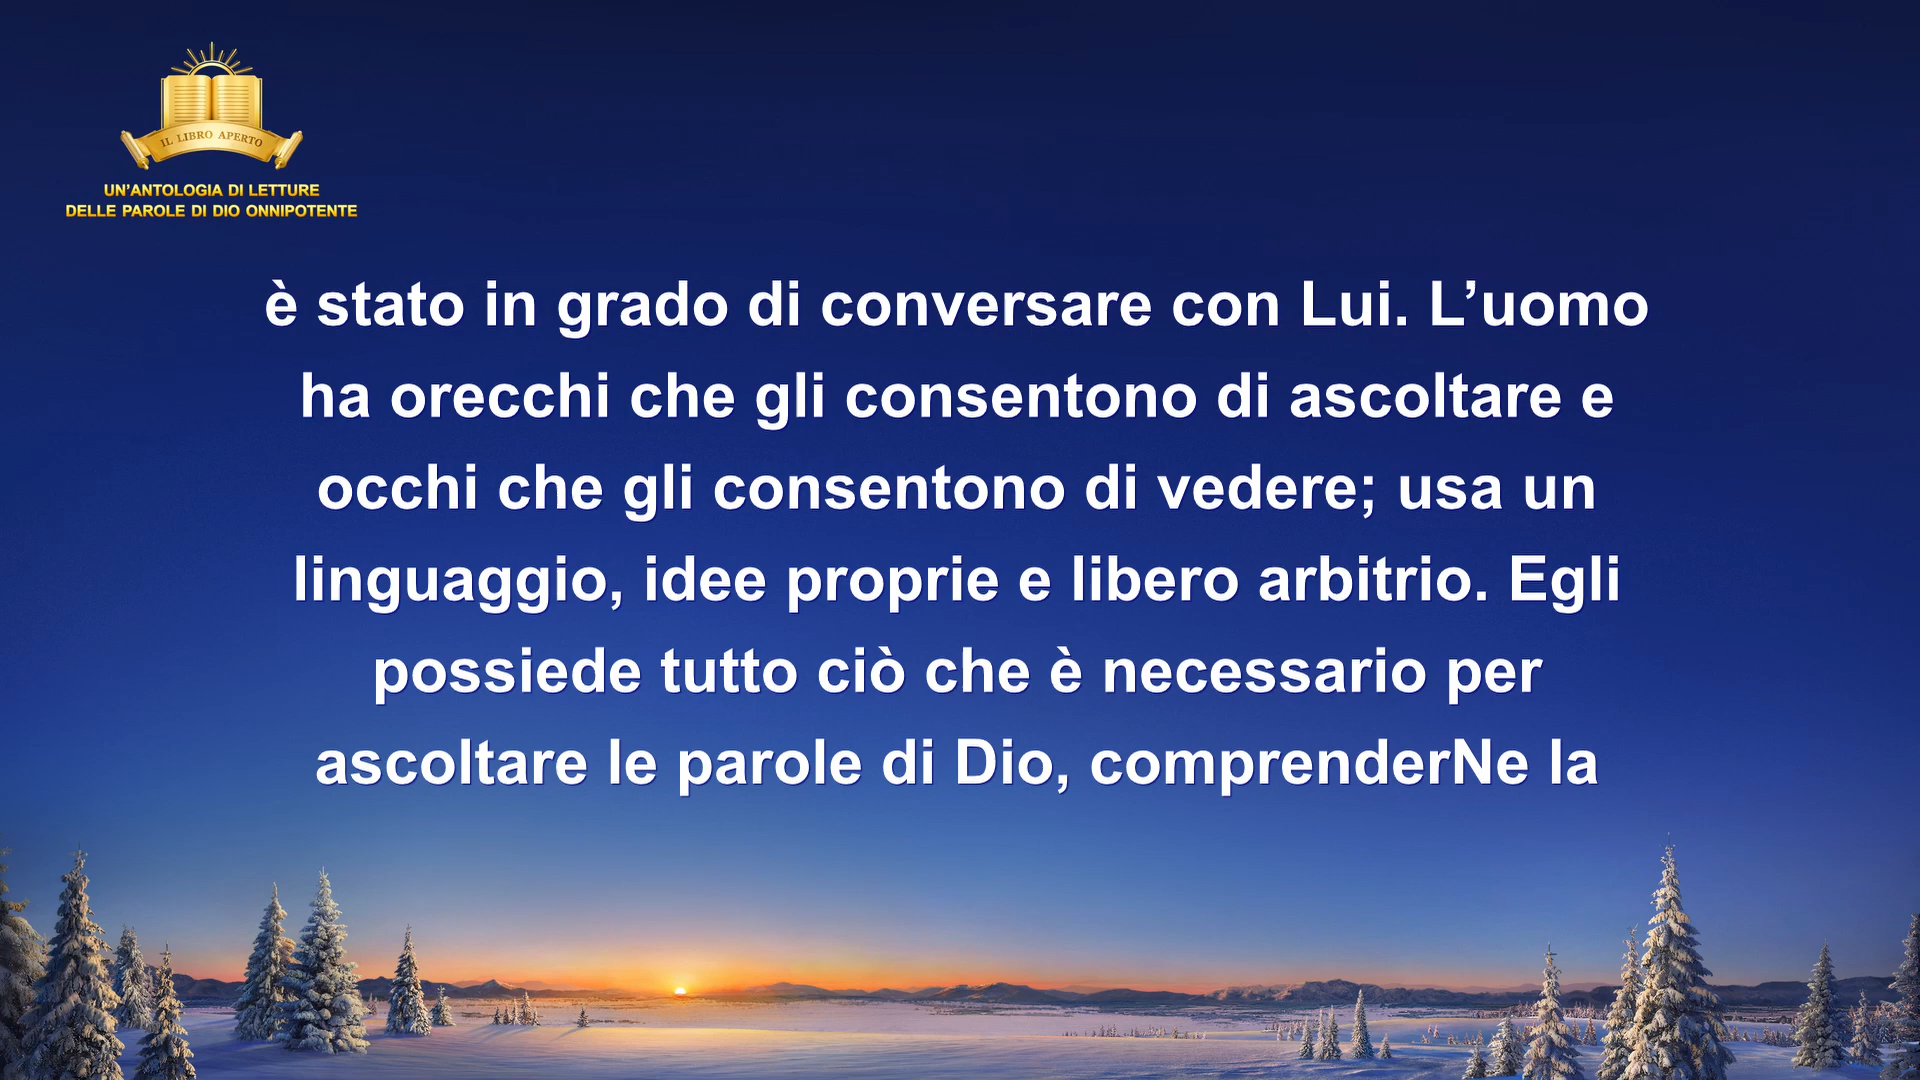 IL LIBRO APERTO
UN’ANTOLOGIA DI LETTURE
DELLE PAROLE DI DIO ONNIPOTENTE
è stato in grado di conversare con Lui. L’uomo
ha orecchi che gli consentono di ascoltare e
occhi che gli consentono di vedere; usa un
linguaggio, idee proprie e libero arbitrio. Egli
possiede tutto ciò che è necessario per
ascoltare le parole di Dio, comprenderNe la